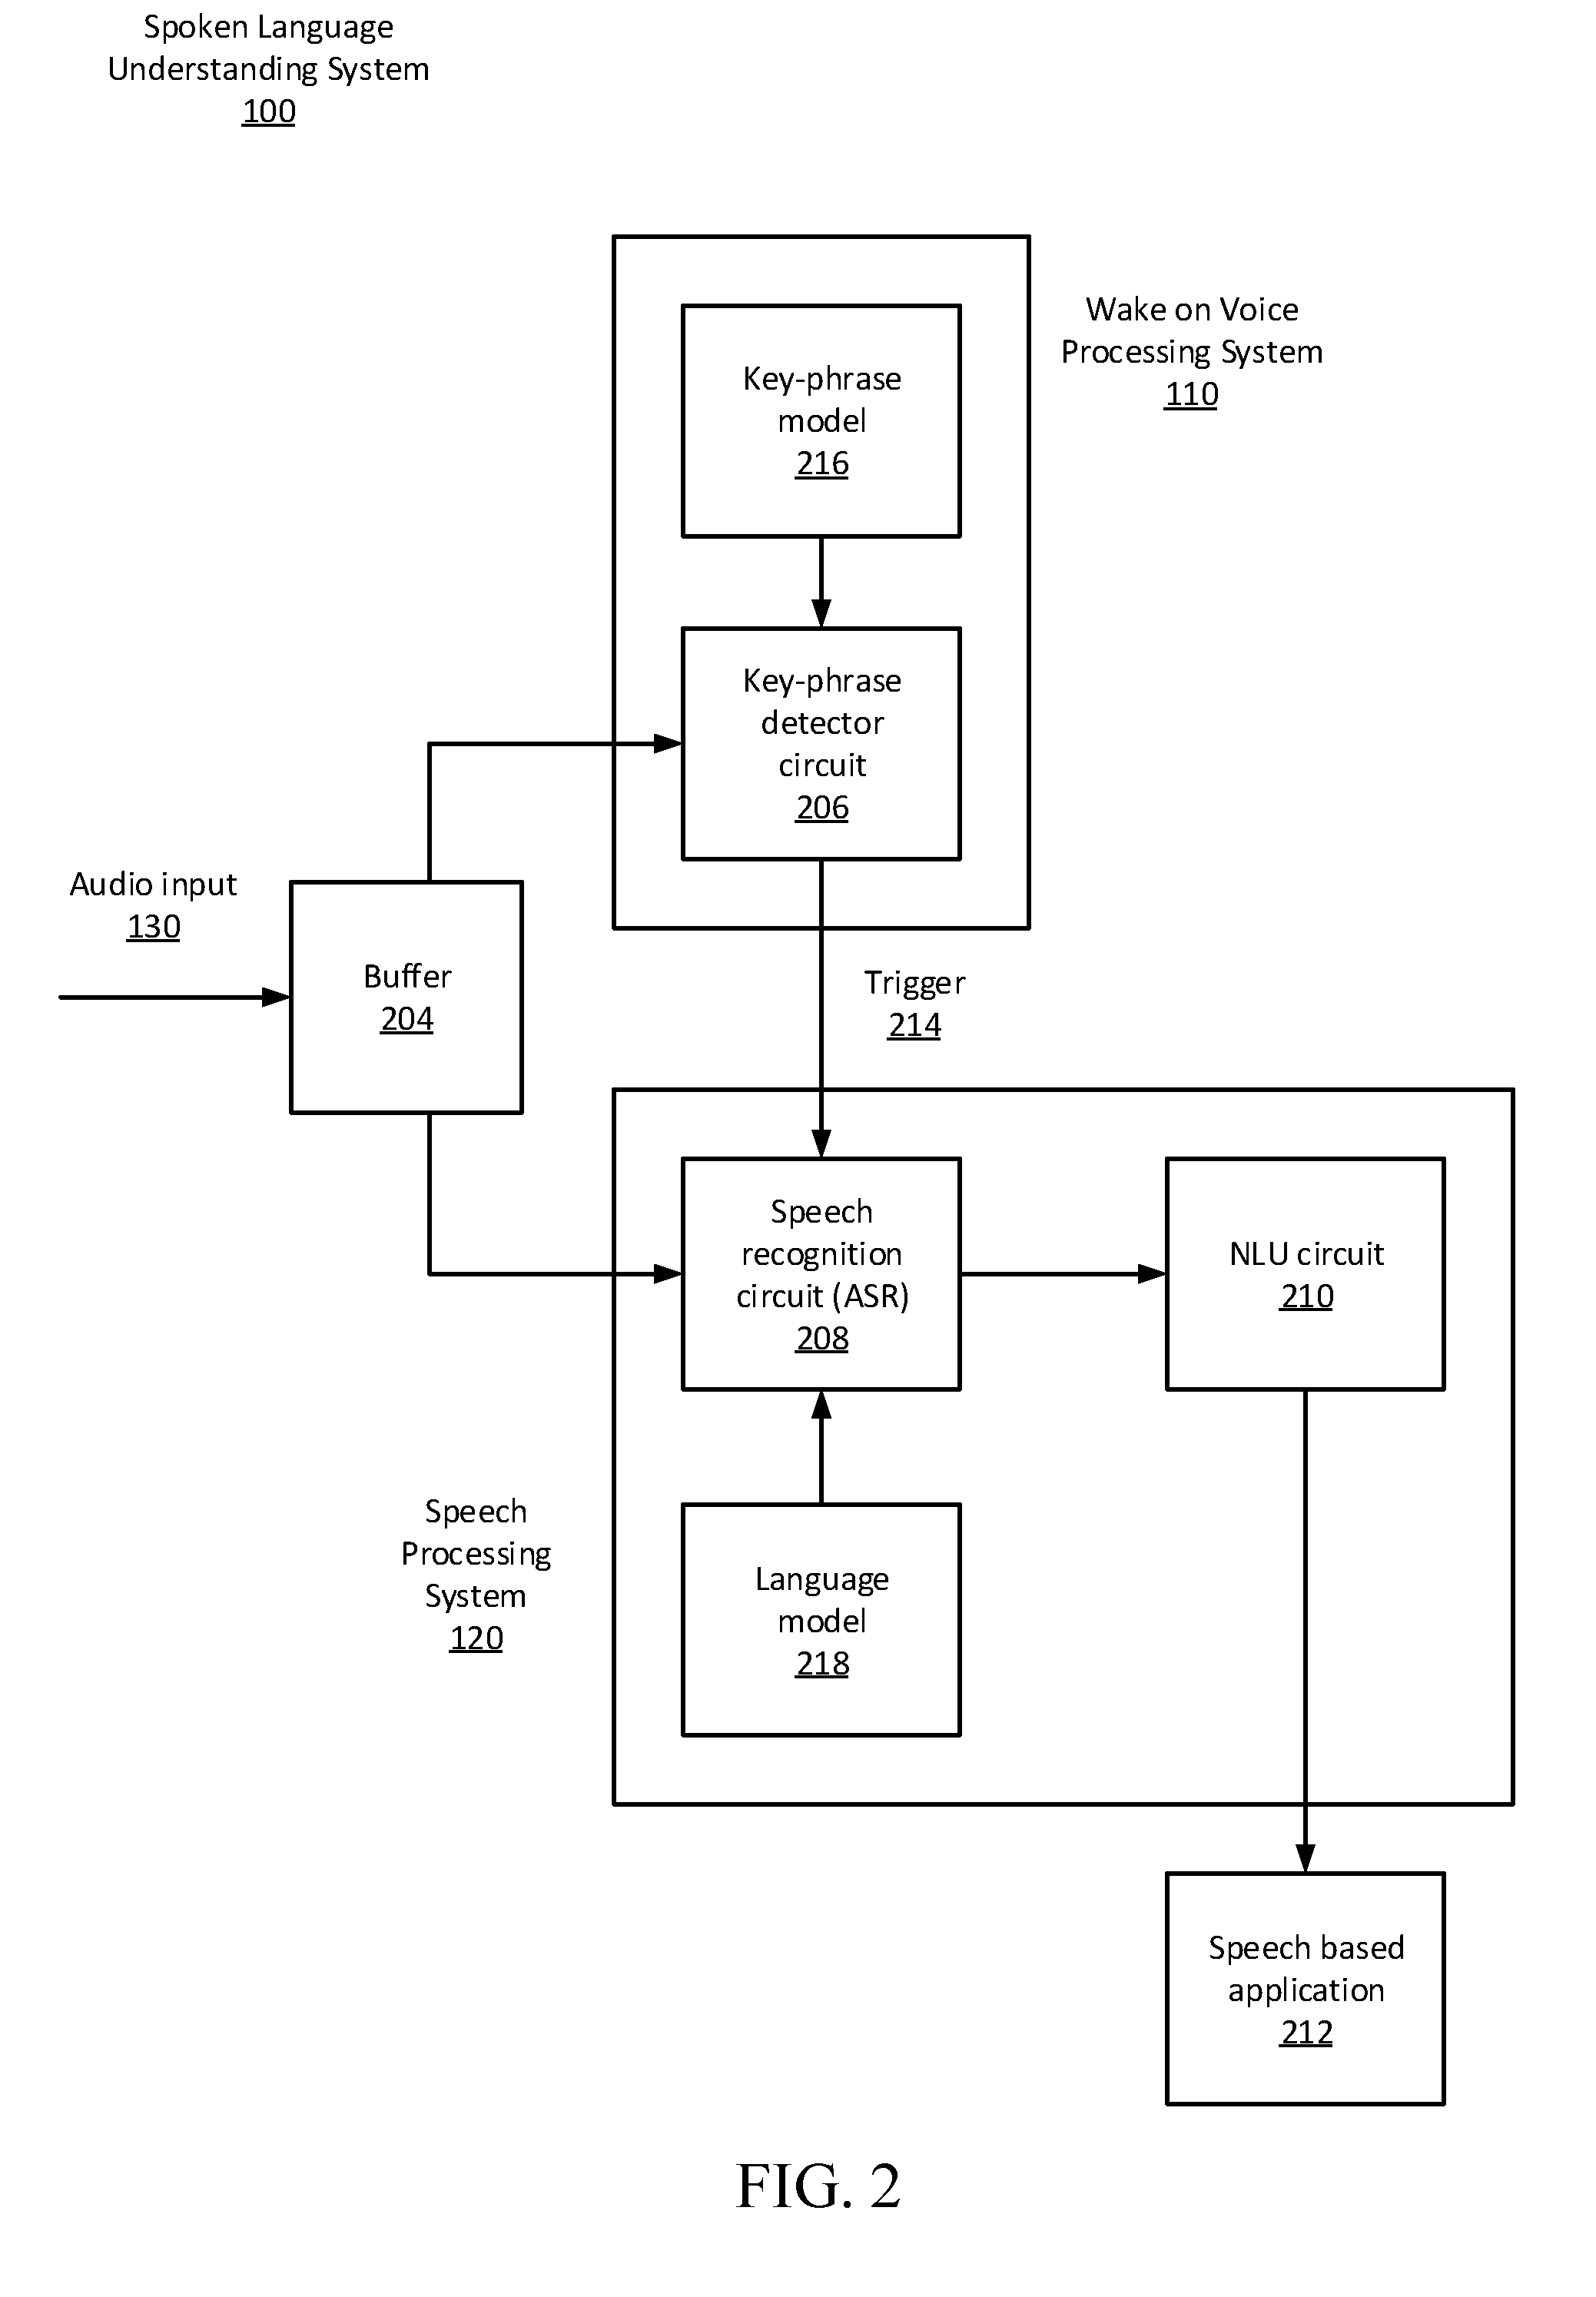 Spoken Language
Understanding System
100
Wake on Voice
Processing System
110
Key-phrase
model
216
Key-phrase
detector
circuit
206
Audio input
130
Buffer
204
Trigger
214
Speech
recognition
circuit (ASR)
208
NLU circuit
210
Speech
Processing
System
120
Language
model
218
Speech based
application
212
FIG. 2